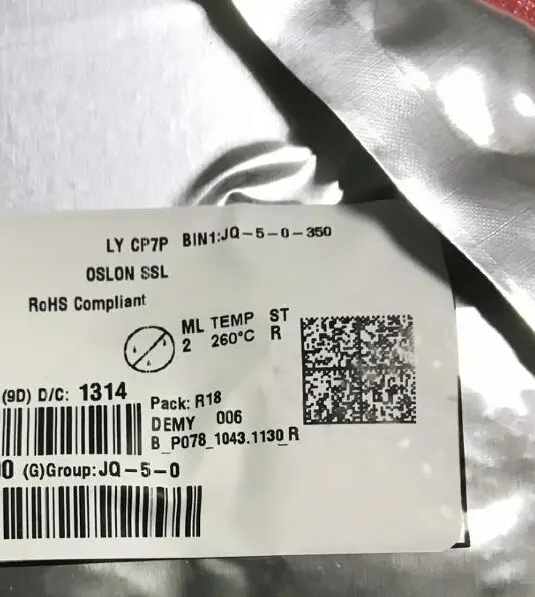 LY CP7P BIN1:JQ-5-0-350
OSLON SSL
RoHS Compliant
ML TEMP ST
2 260°C R
(9D) D/C: 1314
Pack: R18
DEMY 006
B_P078_1043.1130_R
0 (G)Group:JQ-5-0